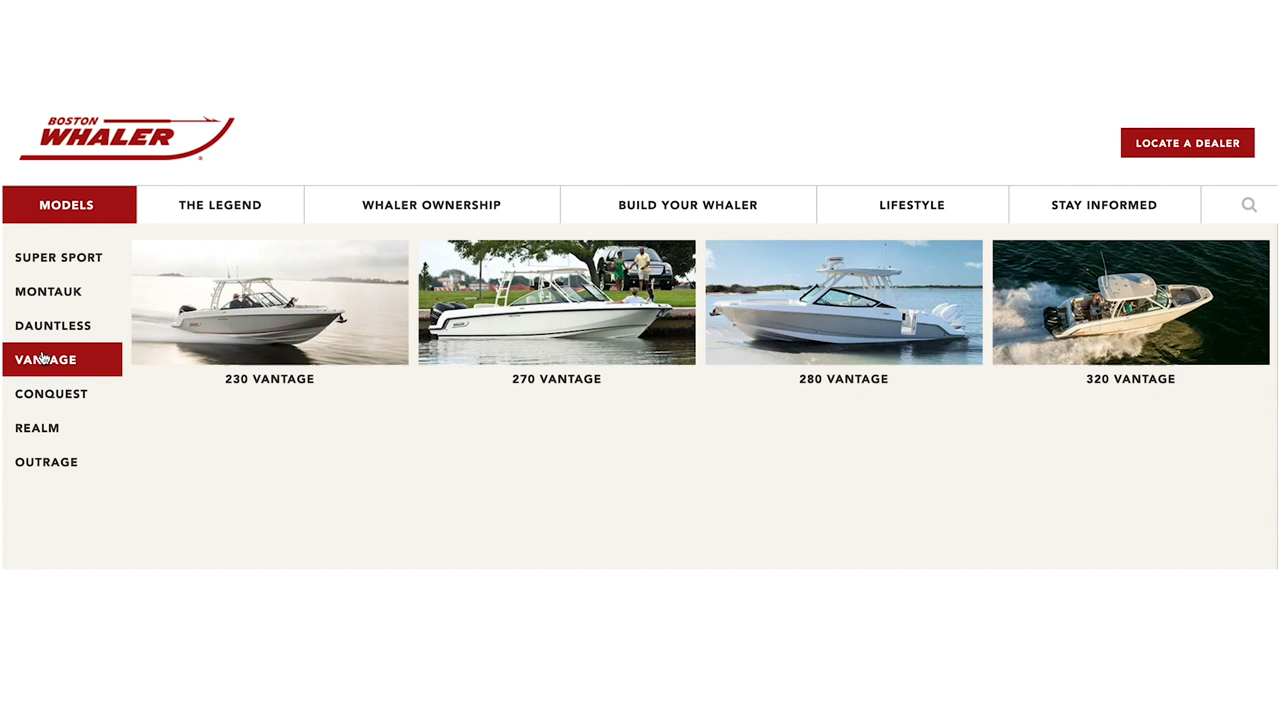 BOSTON
WHALER
LOCATE A DEALER
MODELS
THE LEGEND
WHALER OWNERSHIP
BUILD YOUR WHALER
LIFESTYLE
STAY INFORMED
SUPER SPORT
MONTAUK
DAUNTLESS
VANTAGE
CONQUEST
REALM
OUTRAGE
230 VANTAGE
270 VANTAGE
280 VANTAGE
320 VANTAGE